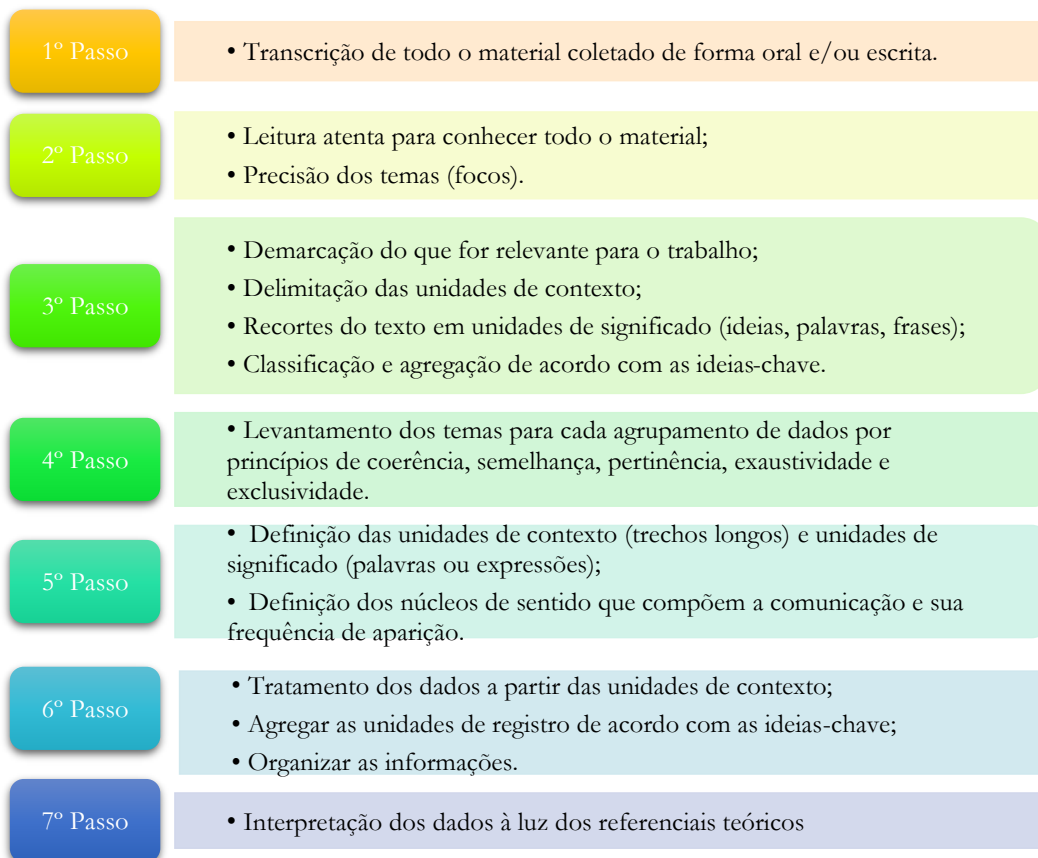 1º Passo
• Transcrição de todo o material coletado de forma oral e/ou escrita.
2º Passo
• Leitura atenta para conhecer todo o material;
• Precisão dos temas (focos).
3º Passo
• Demarcação do que for relevante para o trabalho;
• Delimitação das unidades de contexto;
• Recortes do texto em unidades de significado (ideias, palavras, frases);
• Classificação e agregação de acordo com as ideias-chave.
4º Passo
• Levantamento dos temas para cada agrupamento de dados por
princípios de coerência, semelhança, pertinência, exaustividade e
exclusividade.
5º Passo
• Definição das unidades de contexto (trechos longos) e unidades de
significado (palavras ou expressões);
• Definição dos núcleos de sentido que compõem a comunicação e sua
frequência de aparição.
6º Passo
• Tratamento dos dados a partir das unidades de contexto;
• Agregar as unidades de registro de acordo com as ideias-chave;
• Organizar as informações.
7º Passo
• Interpretação dos dados à luz dos referenciais teóricos